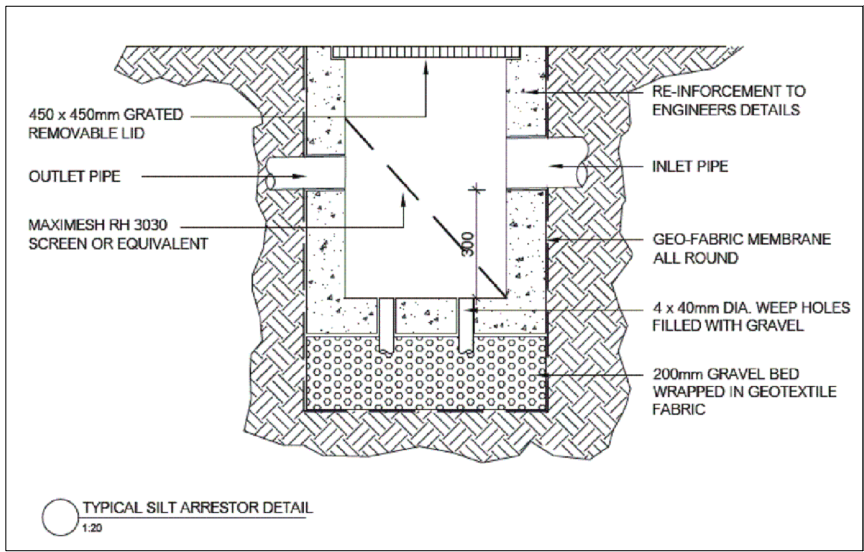 450 x 450mm GRATED
REMOVABLE LID
OUTLET PIPE
MAXIMESH RH 3030
SCREEN OR EQUIVALENT
300
RE-INFORCEMENT TO
ENGINEERS DETAILS
INLET PIPE
GEO-FABRIC MEMBRANE
ALL ROUND
4 x 40mm DIA. WEEP HOLES
FILLED WITH GRAVEL
200mm GRAVEL BED
WRAPPED IN GEOTEXTILE
FABRIC
TYPICAL SILT ARRESTOR DETAIL
1:20